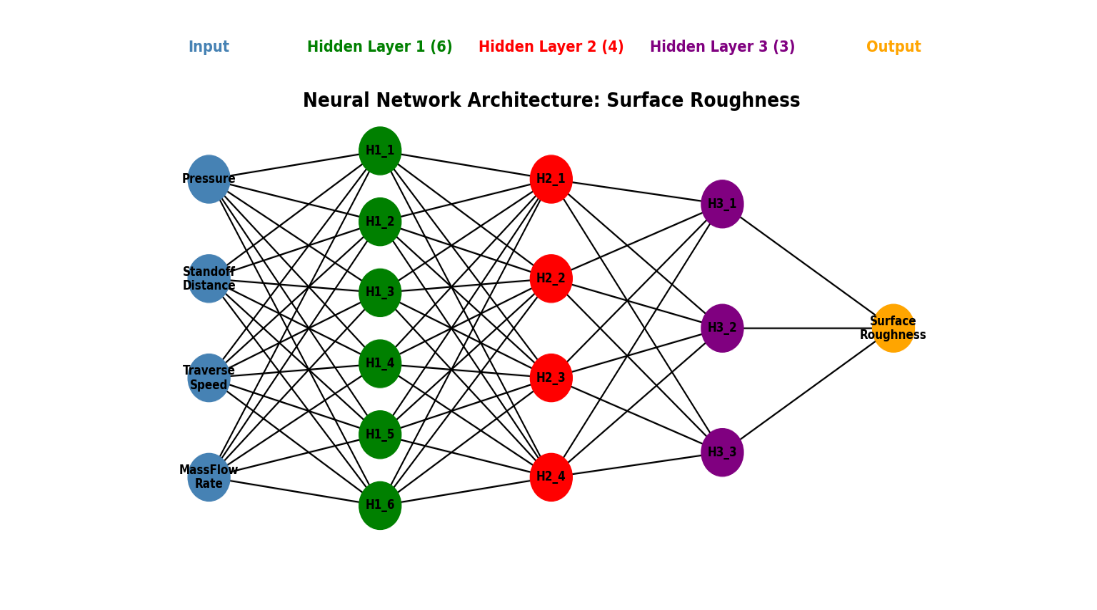 Input
Hidden Layer 1 (6)
Hidden Layer 2 (4)
Hidden Layer 3 (3)
Output
Neural Network Architecture: Surface Roughness
Pressure
Standoff
Distance
Traverse
Speed
MassFlow
Rate
H1_1
H1_2
H1_3
H1_4
H1_5
H1_6
H2_1
H2_2
H2_3
H2_4
H3_1
H3_2
H3_3
Surface
Roughness